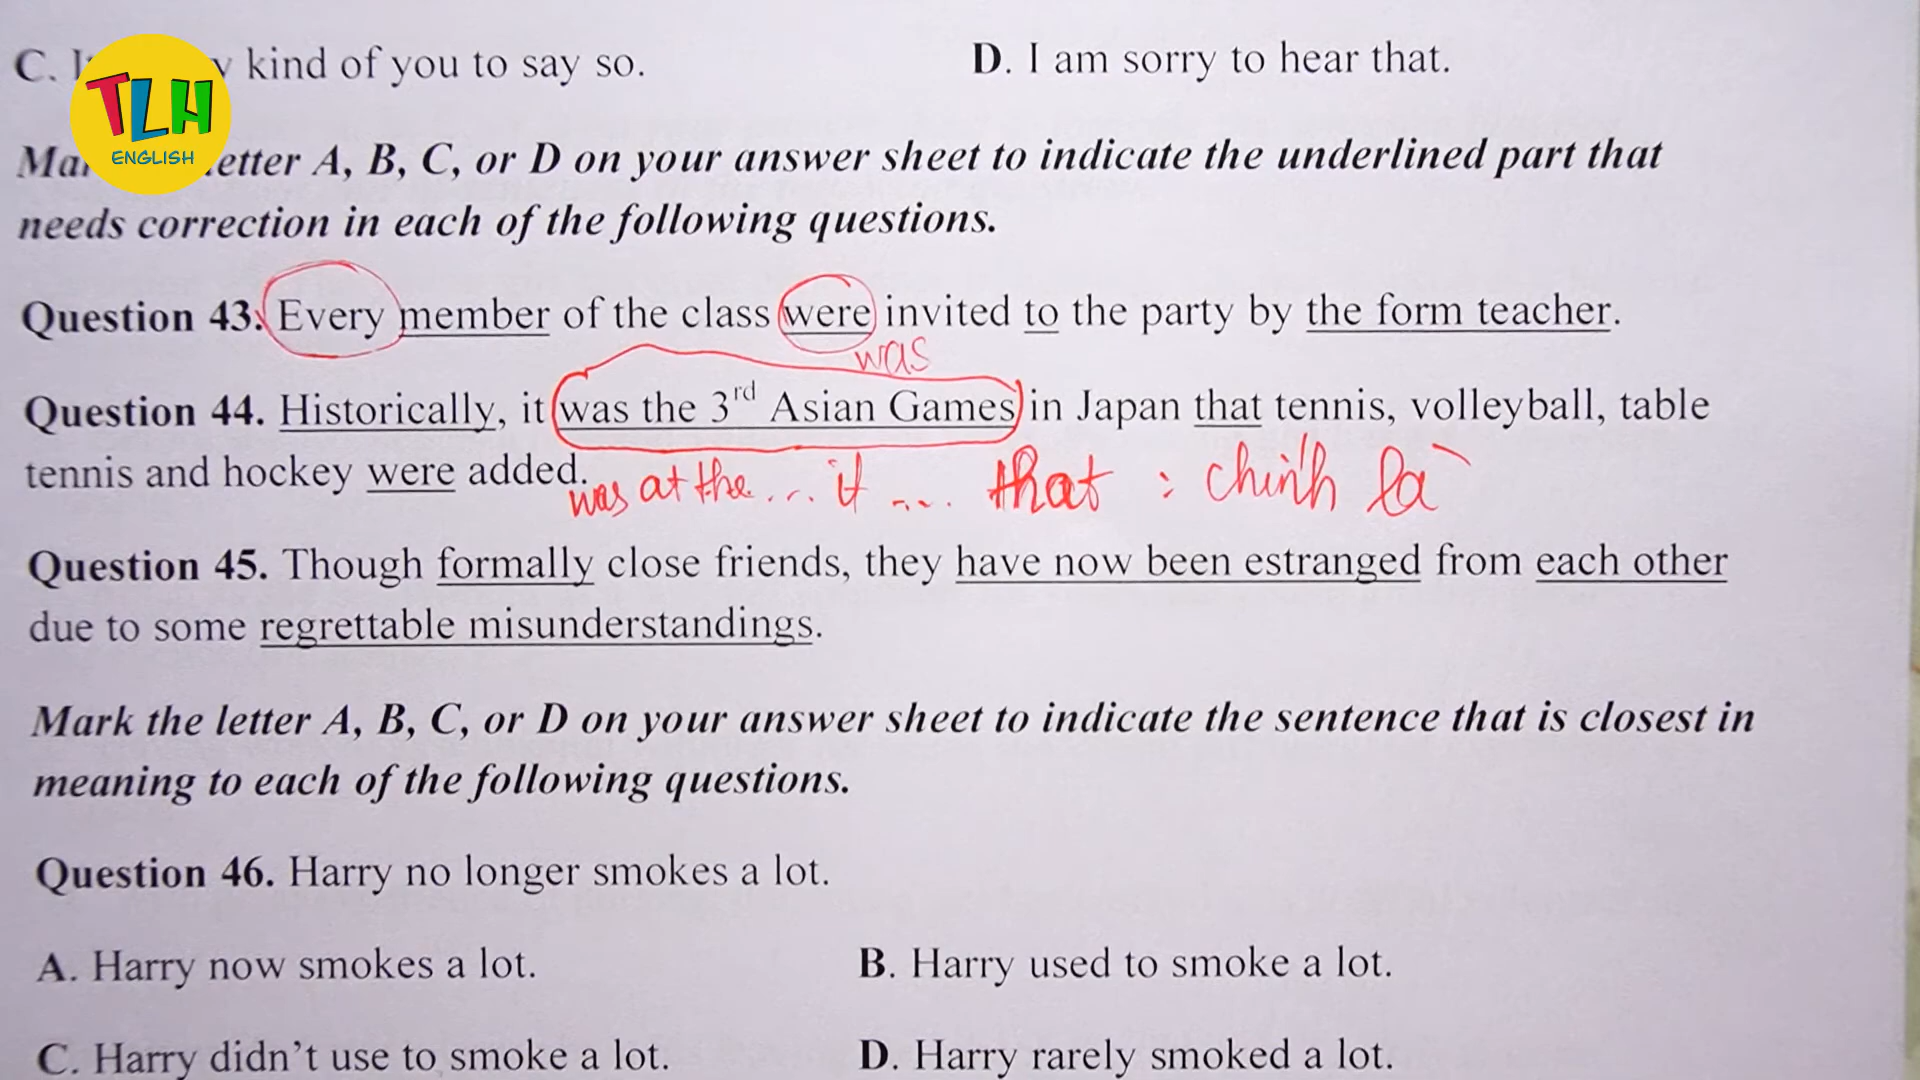 C. I y kind of you to say so. D. I am sorry to hear that.
TLH
ENGLISH
Mar etter A, B, C, or D on your answer sheet to indicate the underlined part that
needs correction in each of the following questions.
Question 43. Every member of the class were invited to the party by the form teacher.
was
Question 44. Historically, it was the 3rd Asian Games in Japan that tennis, volleyball, table
tennis and hockey were added.
was at the ... it .... that : chính là
Question 45. Though formally close friends, they have now been estranged from each other
due to some regrettable misunderstandings.
Mark the letter A, B, C, or D on your answer sheet to indicate the sentence that is closest in
meaning to each of the following questions.
Question 46. Harry no longer smokes a lot.
A. Harry now smokes a lot. B. Harry used to smoke a lot.
C. Harry didn't use to smoke a lot. D. Harry rarely smoked a lot.